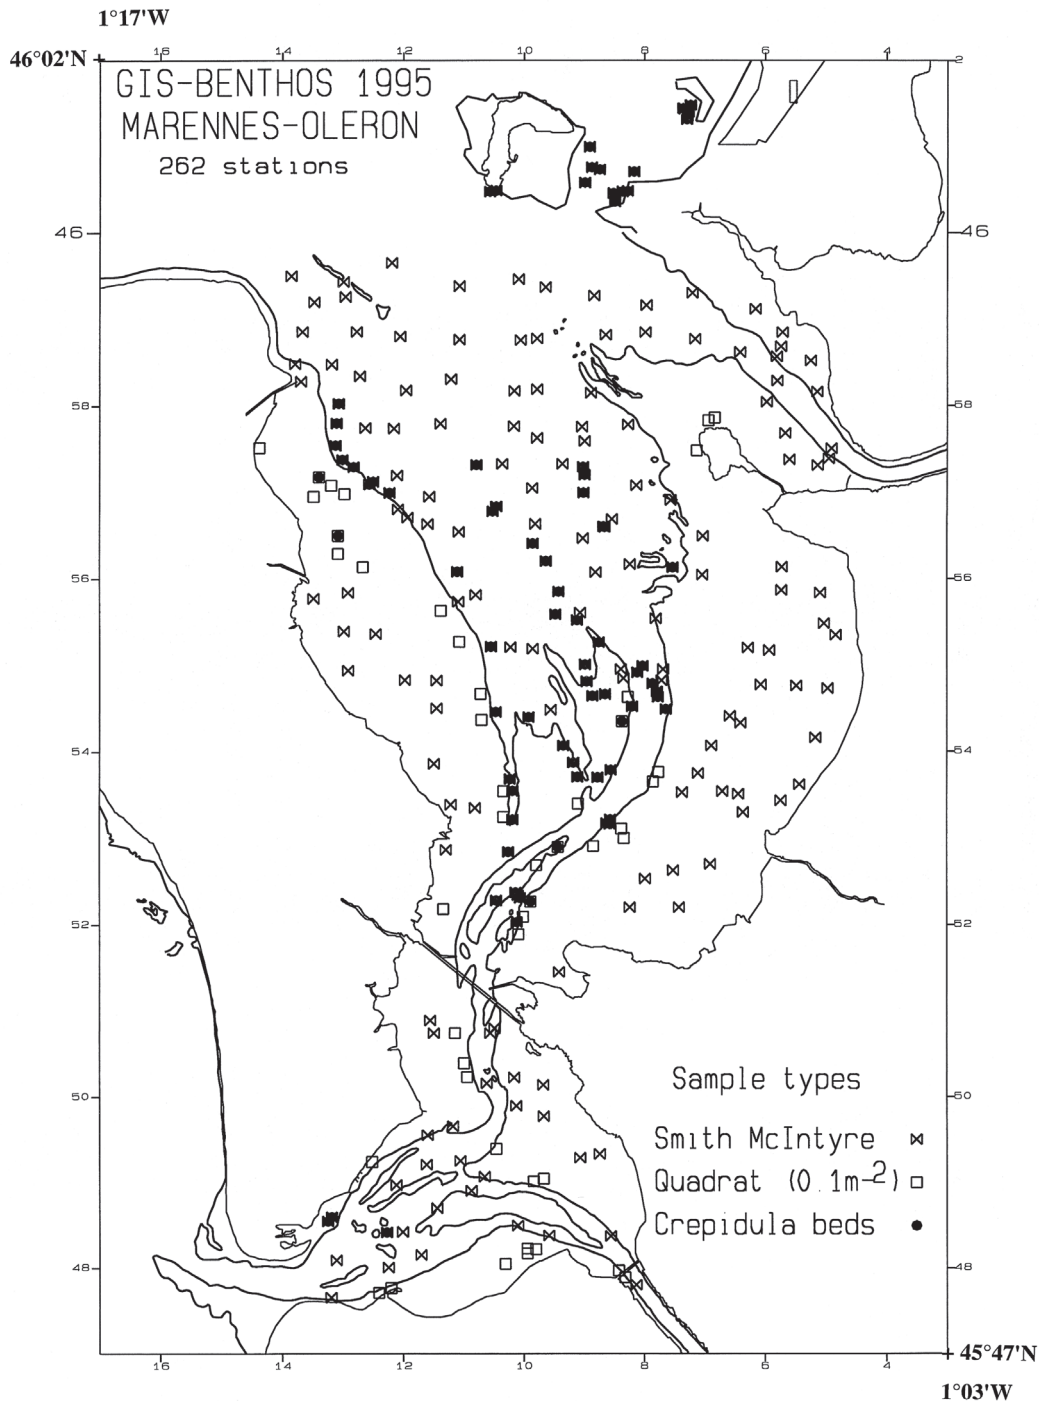 1°17'W
46°02'N
16 14 12 10 8 6 4 2
GIS-BENTHOS 1995
MARENNES-OLERON
262 stations
46 46
58 58
56 56
54 54
52 52
50 50
Sample types
Smith McIntyre
Quadrat (0.1m-2)
Crepidula beds
48 48
16 14 12 10 8 6 4
45°47'N
1°03'W